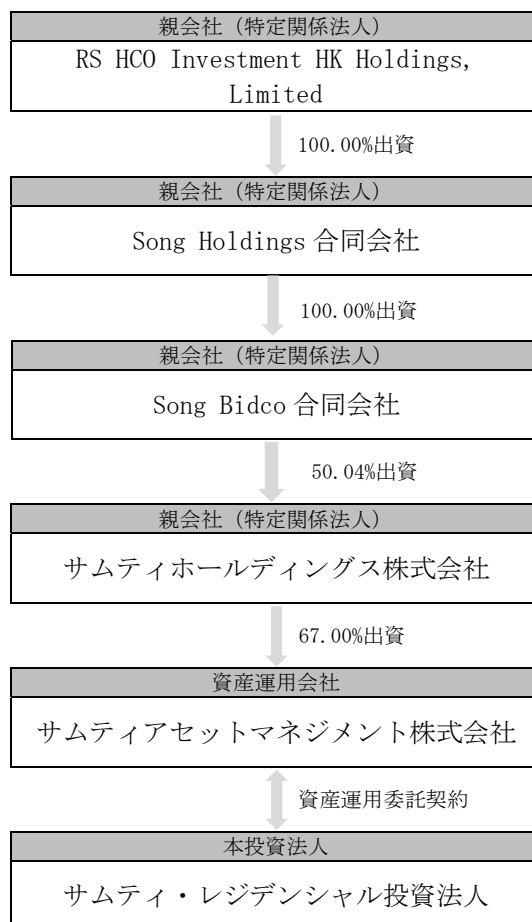 親会社（特定関係法人）
RS HCO Investment HK Holdings,
Limited
100.00%出資
親会社（特定関係法人）
Song Holdings 合同会社
100.00%出資
親会社（特定関係法人）
Song Bidco 合同会社
50.04%出資
親会社（特定関係法人）
サムティホールディングス株式会社
67.00%出資
資産運用会社
サムティアセットマネジメント株式会社
資産運用委託契約
本投資法人
サムティ・レジデンシャル投資法人